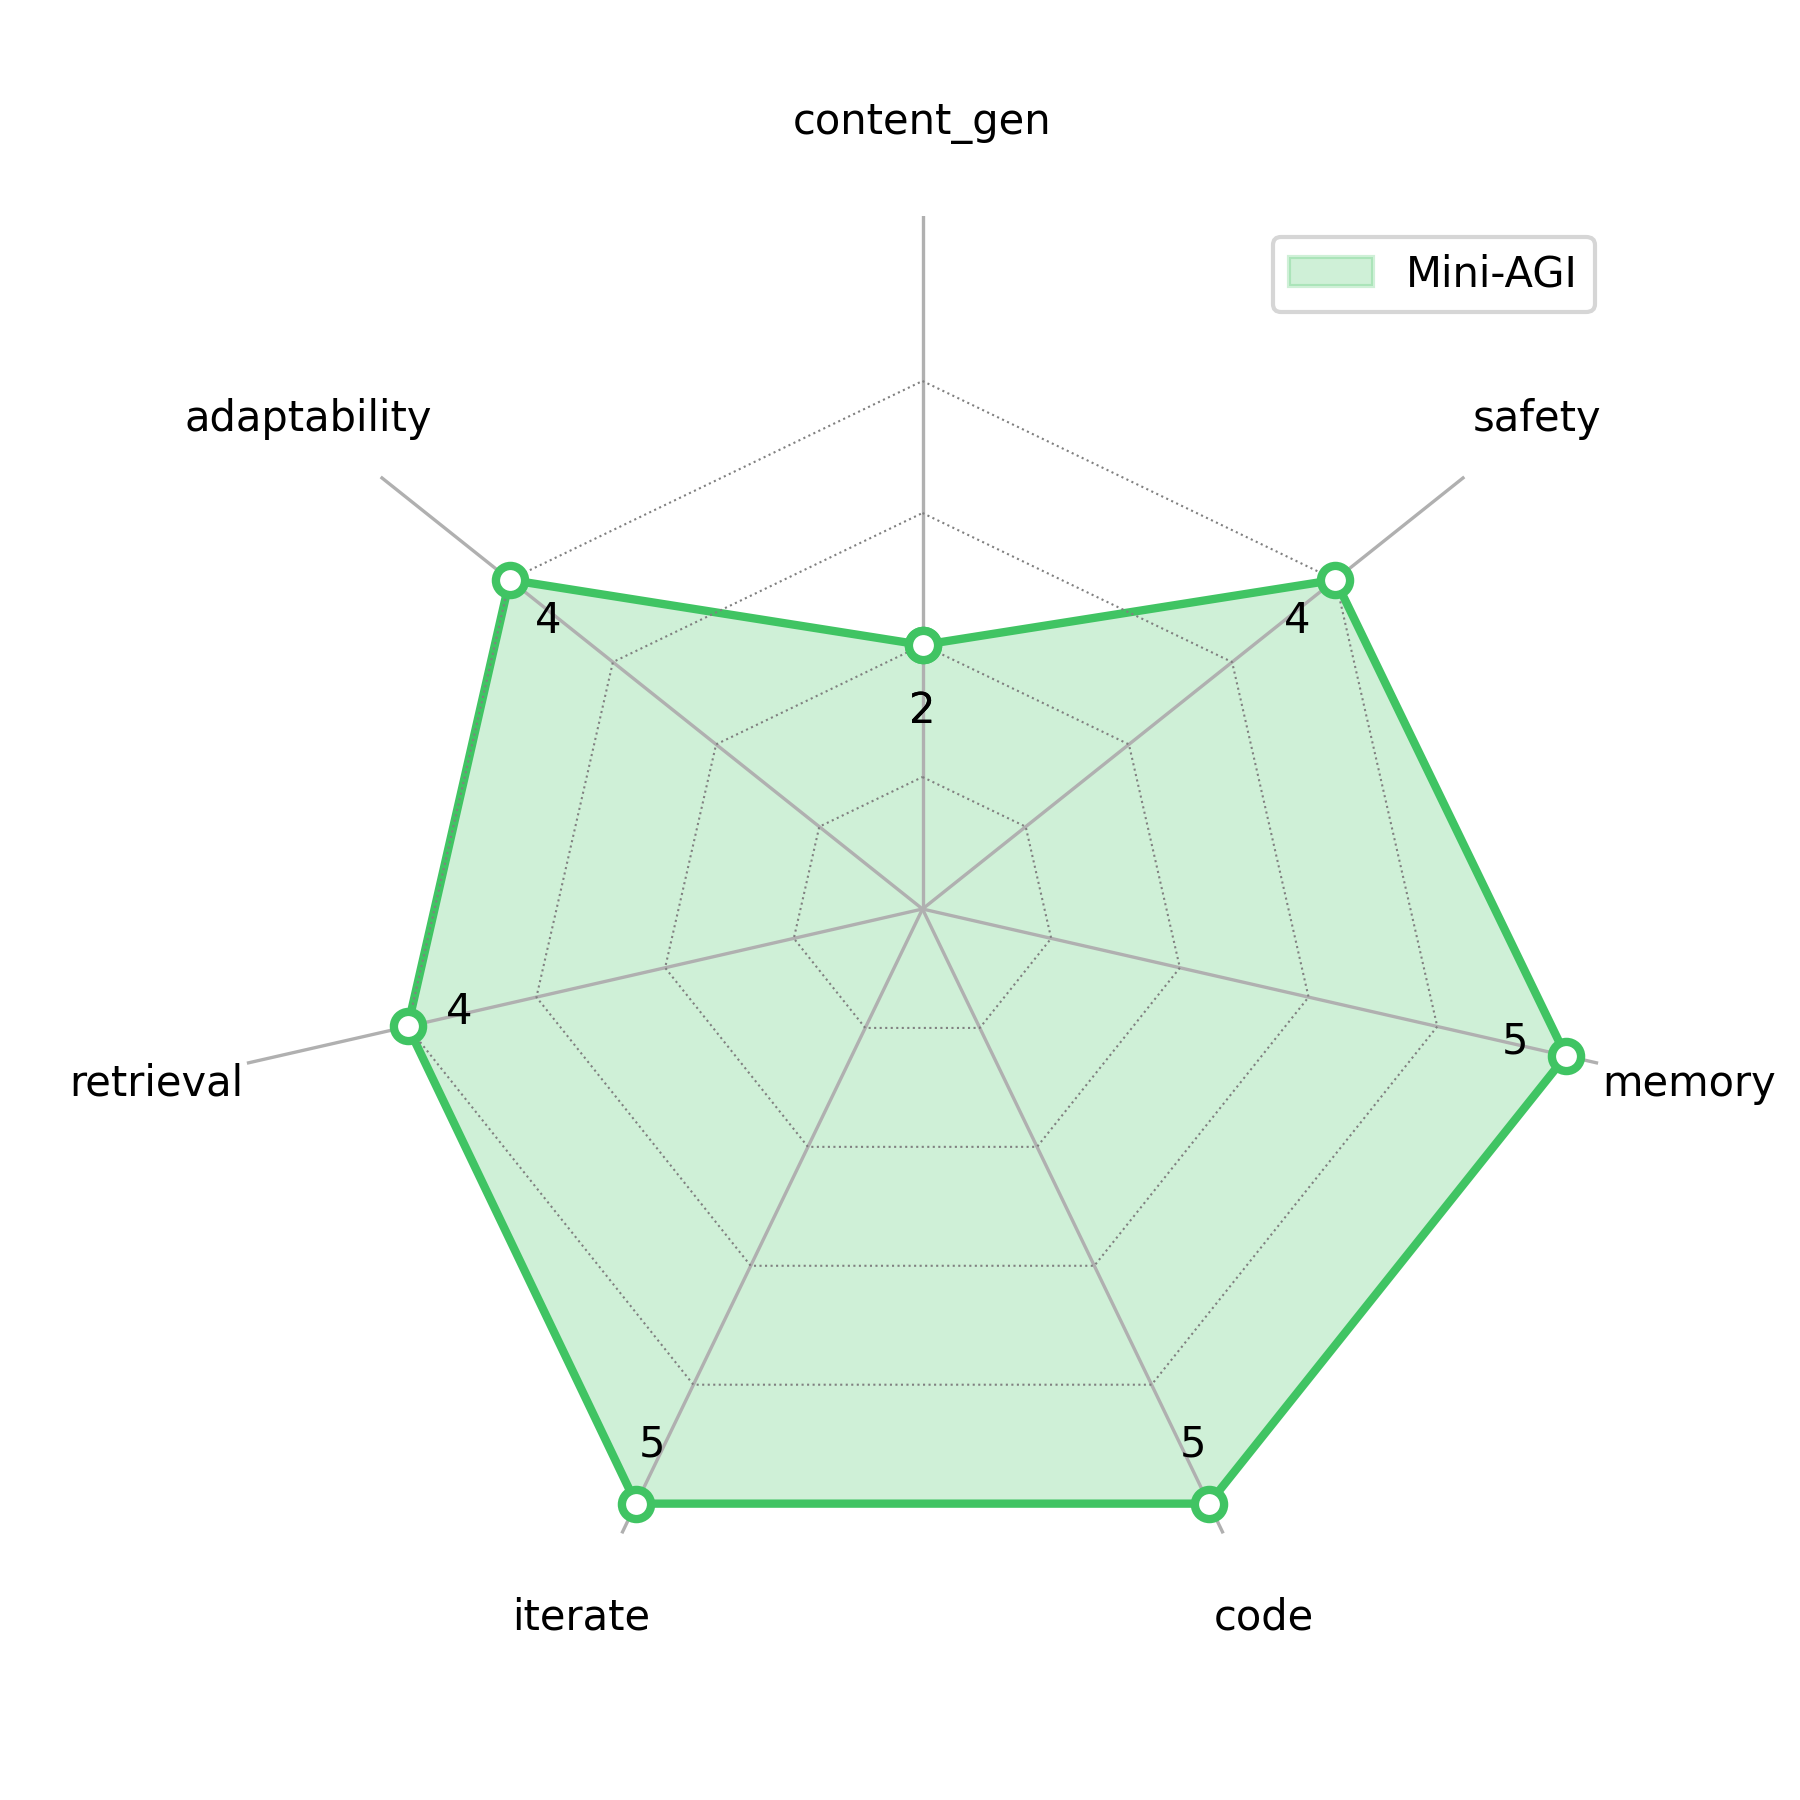 content_gen
Mini-AGI
adaptability
safety
4
4
2
4
5
retrieval
memory
5
5
iterate
code